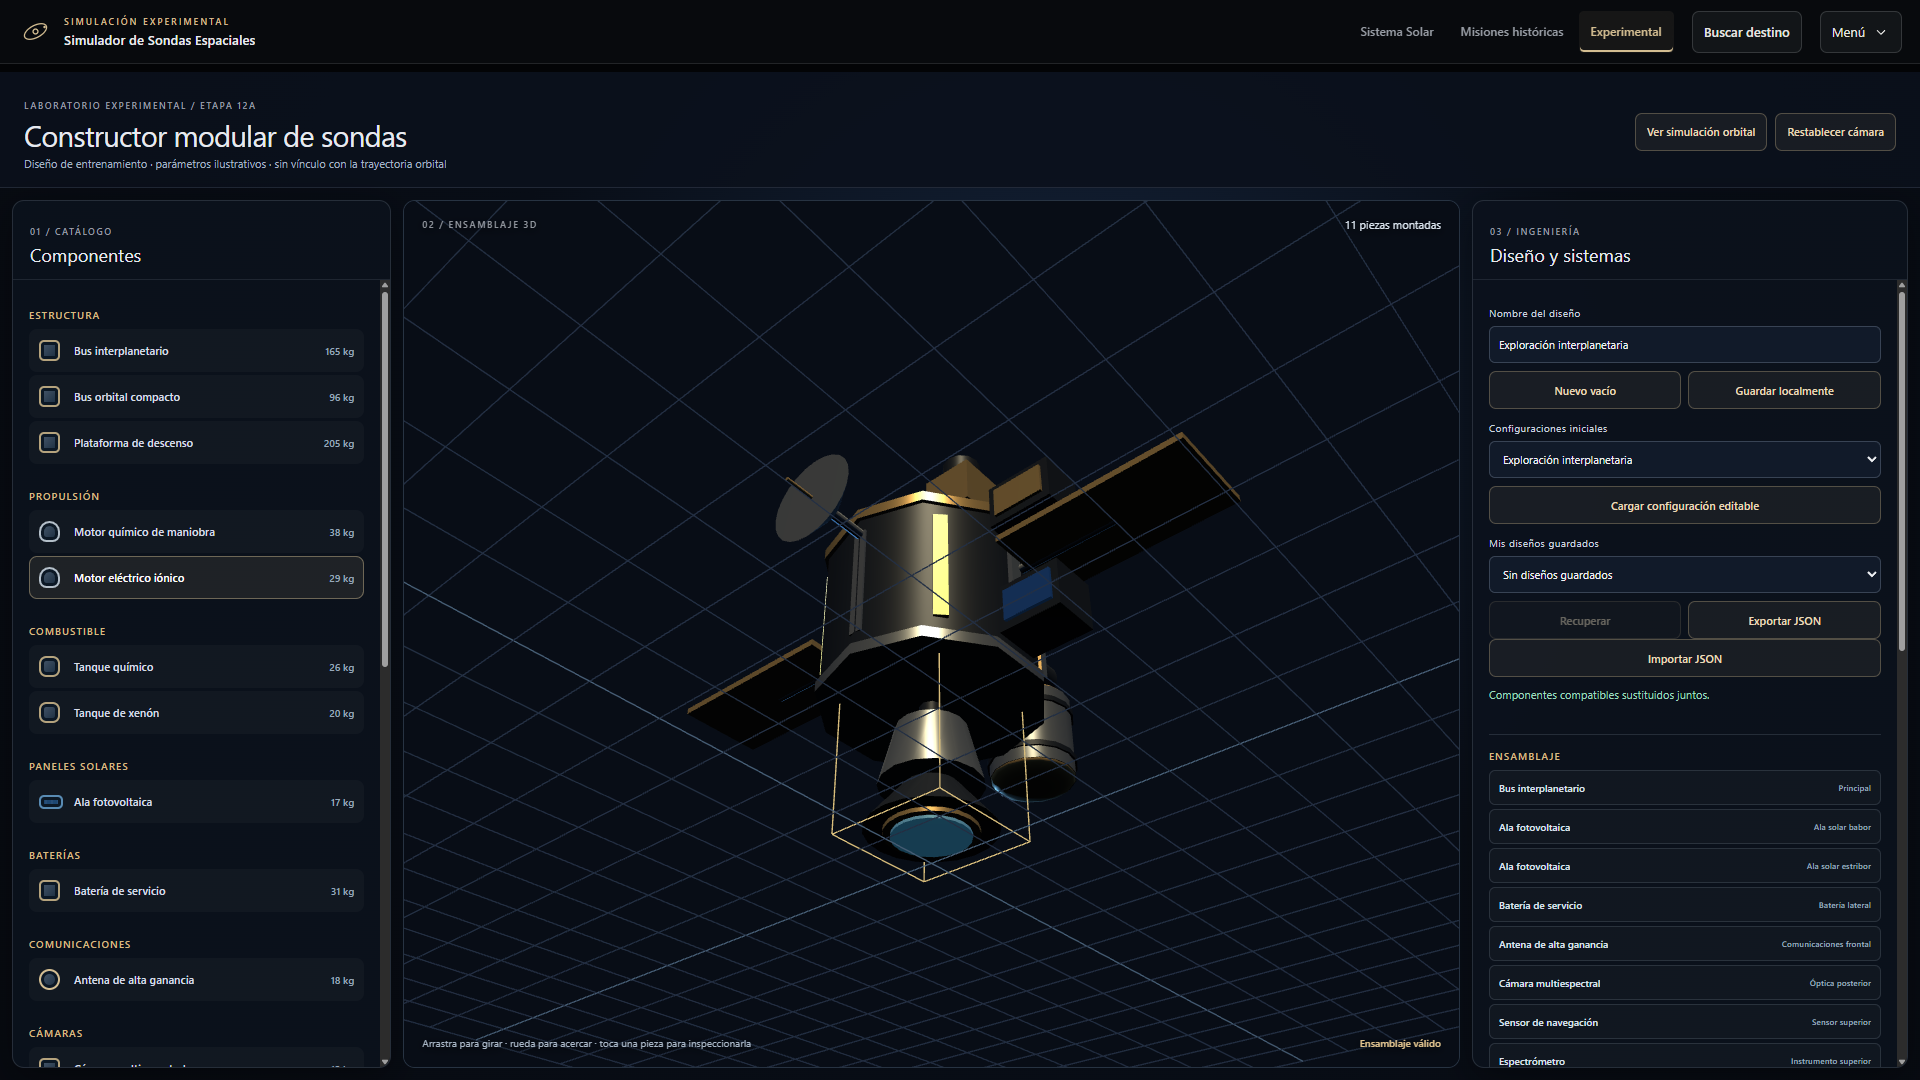 SIMULACIÓN EXPERIMENTAL
Simulador de Sondas Espaciales
Sistema Solar
Misiones históricas
Experimental
Buscar destino
Menú
LABORATORIO EXPERIMENTAL / ETAPA 12A
Constructor modular de sondas
Diseño de entrenamiento · parámetros ilustrativos · sin vínculo con la trayectoria orbital
Ver simulación orbital
Restablecer cámara
01 / CATÁLOGO
Componentes
ESTRUCTURA
Bus interplanetario 165 kg
Bus orbital compacto 96 kg
Plataforma de descenso 205 kg
PROPULSIÓN
Motor químico de maniobra 38 kg
Motor eléctrico iónico 29 kg
COMBUSTIBLE
Tanque químico 26 kg
Tanque de xenón 20 kg
PANELES SOLARES
Ala fotovoltaica 17 kg
BATERÍAS
Batería de servicio 31 kg
COMUNICACIONES
Antena de alta ganancia 18 kg
CÁMARAS
02 / ENSAMBLAJE 3D
11 piezas montadas
Arrastra para girar · rueda para acercar · toca una pieza para inspeccionarla
Ensamblaje válido
03 / INGENIERÍA
Diseño y sistemas
Nombre del diseño
Exploración interplanetaria
Nuevo vacío
Guardar localmente
Configuraciones iniciales
Exploración interplanetaria
Cargar configuración editable
Mis diseños guardados
Sin diseños guardados
Recuperar
Exportar JSON
Importar JSON
Componentes compatibles sustituidos juntos.
ENSAMBLAJE
Bus interplanetario Principal
Ala fotovoltaica Ala solar babor
Ala fotovoltaica Ala solar estribor
Batería de servicio Batería lateral
Antena de alta ganancia Comunicaciones frontal
Cámara multiespectral Óptica posterior
Sensor de navegación Sensor superior
Espectrómetro Instrumento superior